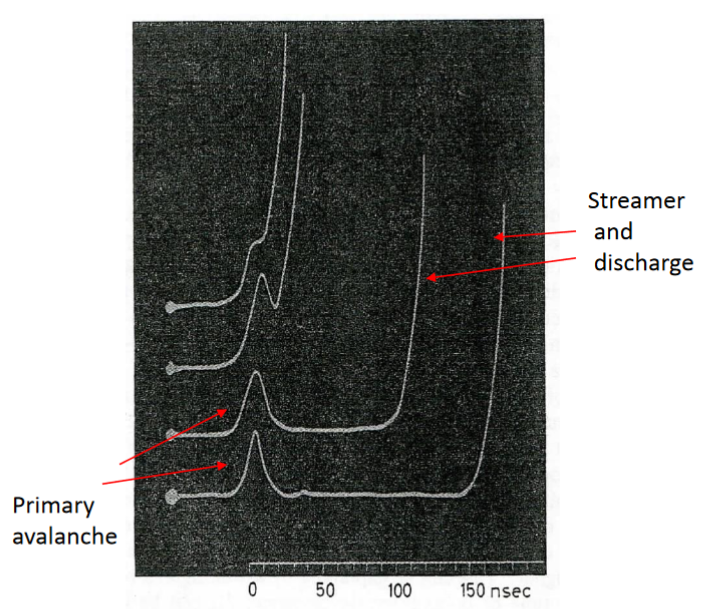 Streamer
and
discharge
Primary
avalanche
0 50 100 150 nsec